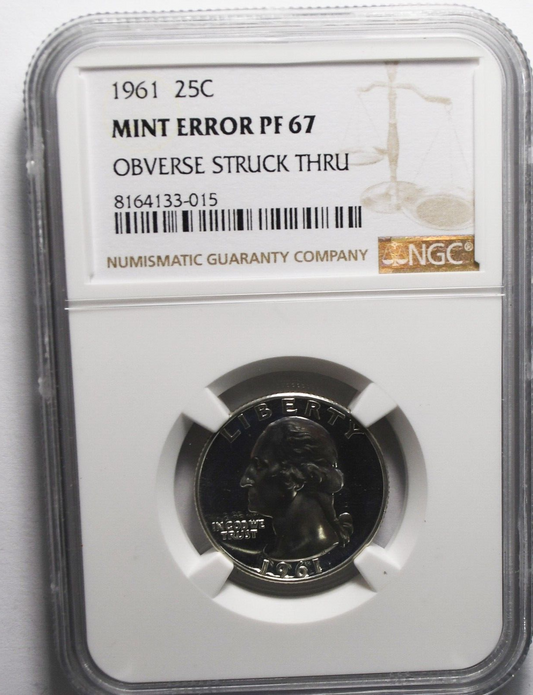 1961 25C
MINT ERROR PF 67
OBVERSE STRUCK THRU
8164133-015
NUMISMATIC GUARANTY COMPANY
NGC®
LIBERTY
IN GOD WE
TRUST
1961